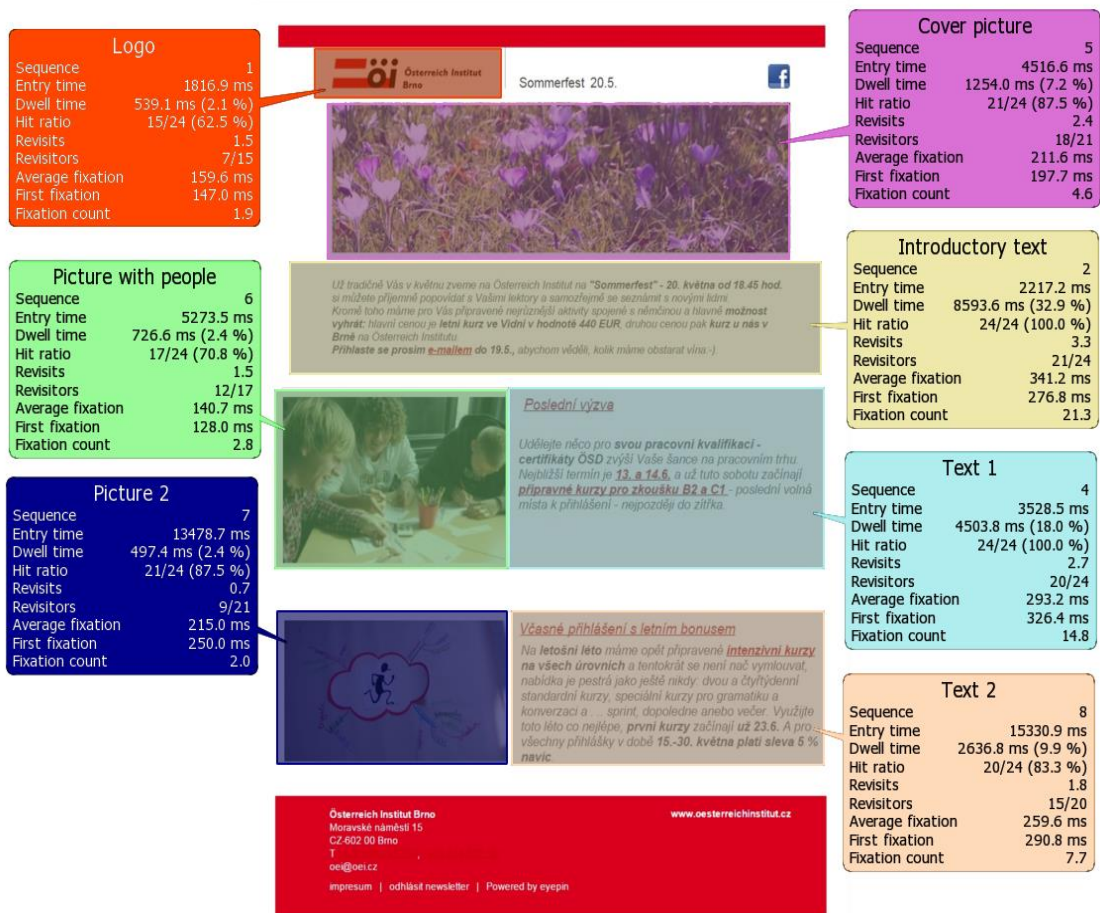 Logo
Sequence 1
Entry time 1816.9 ms
Dwell time 539.1 ms (2.1 %)
Hit ratio 15/24 (62.5 %)
Revisits 1.5
Revisitors 7/15
Average fixation 159.6 ms
First fixation 147.0 ms
Fixation count 1.9
öi Österreich Institut
Brno
Sommerfest 20.5.
f
Cover picture
Sequence 5
Entry time 4516.6 ms
Dwell time 1254.0 ms (7.2 %)
Hit ratio 21/24 (87.5 %)
Revisits 2.4
Revisitors 18/21
Average fixation 211.6 ms
First fixation 197.7 ms
Fixation count 4.6
Picture with people
Sequence 6
Entry time 5273.5 ms
Dwell time 726.6 ms (2.4 %)
Hit ratio 17/24 (70.8 %)
Revisits 1.5
Revisitors 12/17
Average fixation 140.7 ms
First fixation 128.0 ms
Fixation count 2.8
Už tradičně Vás v květnu zveme na Österreich Institut na "Sommerfest" - 20. května od 18.45 hod.
si můžete příjemně popovídat s Vašimi lektory a samozřejmě se seznámit s novými lidmi.
Kromě toho máme pro Vás připravené nejrůznější aktivity spojené s němčinou a hlavně možnost
vyhrát: hlavní cenou je letní kurz ve Vídni v hodnotě 440 EUR, druhou cenou pak kurz u nás v
Brně na Österreich Institutu.
Přihlaste se prosím e-mailem do 19.5., abychom věděli, kolik máme obstarat vína:-).
Introductory text
Sequence 2
Entry time 2217.2 ms
Dwell time 8593.6 ms (32.9 %)
Hit ratio 24/24 (100.0 %)
Revisits 3.3
Revisitors 21/24
Average fixation 341.2 ms
First fixation 276.8 ms
Fixation count 21.3
Poslední výzva
Udělejte něco pro svou pracovní kvalifikaci -
certifikáty ÖSD zvýší Vaše šance na pracovním trhu.
Nejbližší termín je 13. a 14.6. a už tuto sobotu začínají
přípravné kurzy pro zkoušku B2 a C1 - poslední volná
místa k přihlášení - nejpozději do zítřka.
Text 1
Sequence 4
Entry time 3528.5 ms
Dwell time 4503.8 ms (18.0 %)
Hit ratio 24/24 (100.0 %)
Revisits 2.7
Revisitors 20/24
Average fixation 293.2 ms
First fixation 326.4 ms
Fixation count 14.8
Picture 2
Sequence 7
Entry time 13478.7 ms
Dwell time 497.4 ms (2.4 %)
Hit ratio 21/24 (87.5 %)
Revisits 0.7
Revisitors 9/21
Average fixation 215.0 ms
First fixation 250.0 ms
Fixation count 2.0
Včasné přihlášení s letním bonusem
Na letošní léto máme opět připravené intenzívní kurzy
na všech úrovních a tentokrát se není nač vymlouvat,
nabídka je pestrá jako ještě nikdy: dvou a čtyřtýdenní
standardní kurzy, speciální kurzy pro gramatiku a
konverzaci a ... sprint, dopoledne anebo večer. Využijte
toto léto co nejlépe, první kurzy začínají už 23.6. A pro
všechny přihlášky v době 15.-30. května platí sleva 5 %
navíc.
Text 2
Sequence 8
Entry time 15330.9 ms
Dwell time 2636.8 ms (9.9 %)
Hit ratio 20/24 (83.3 %)
Revisits 1.8
Revisitors 15/20
Average fixation 259.6 ms
First fixation 290.8 ms
Fixation count 7.7
Österreich Institut Brno www.oesterreichinstitut.cz
Moravské náměstí 15
CZ-602 00 Brno
T
oei@oei.cz
impresum | odhlásit newsletter | Powered by eyepin